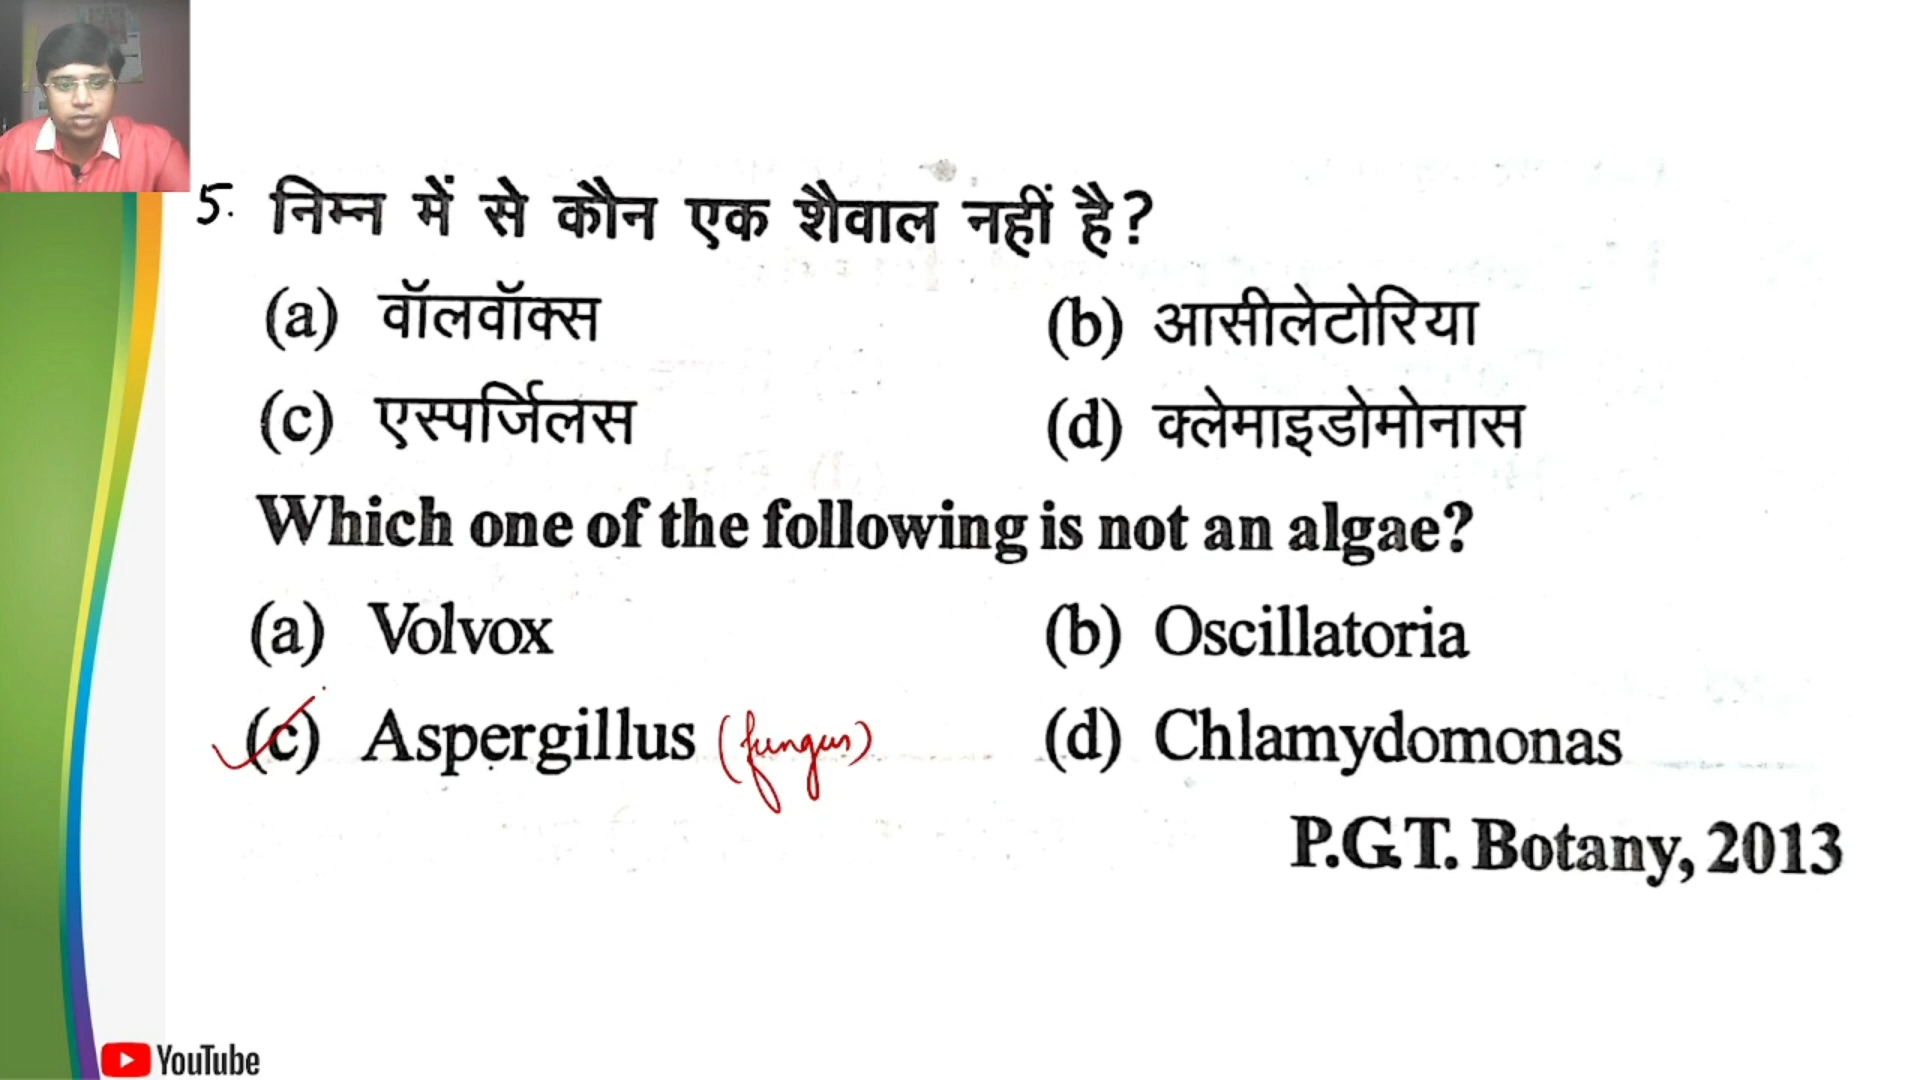 5. निम्न में से कौन एक शैवाल नहीं है?
(a) वॉलवॉक्स (b) आसीलेटोरिया
(c) एस्पर्जिलस (d) क्लेमाइडोमोनास
Which one of the following is not an algae?
(a) Volvox (b) Oscillatoria
(c) Aspergillus (fungus) (d) Chlamydomonas
P.G.T. Botany, 2013
YouTube